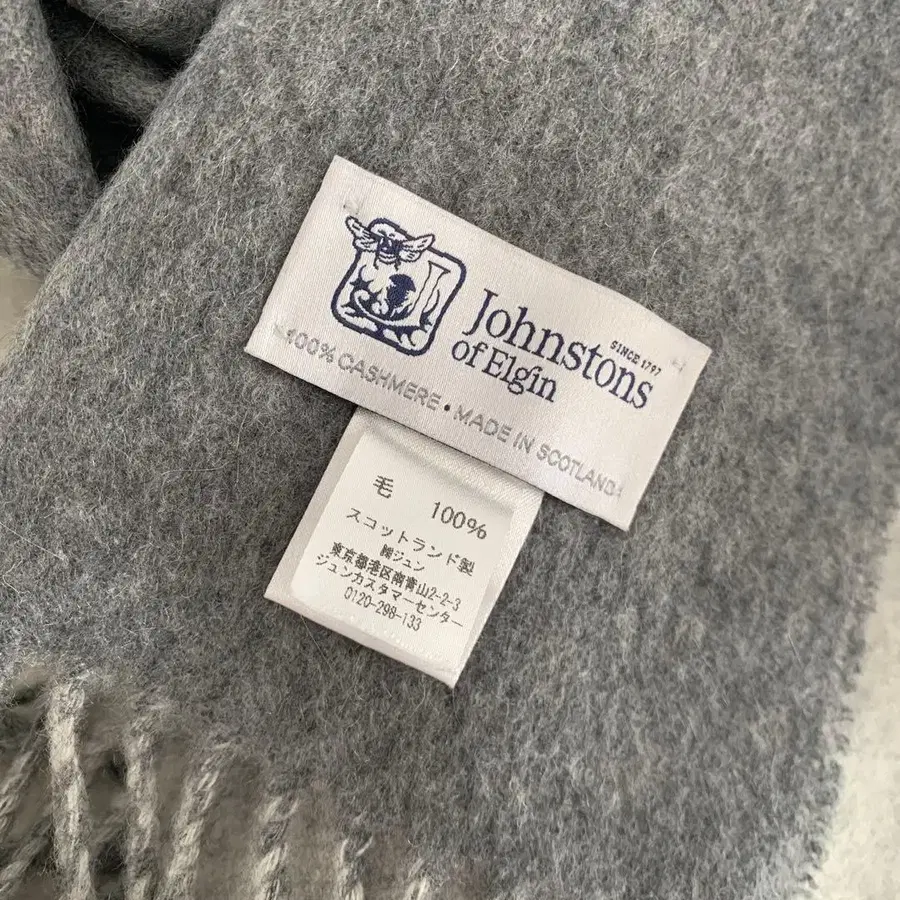 Johnstons
SINCE 1797
of Elgin
100% CASHMERE • MADE IN SCOTLAND
毛 100%
スコットランド製
㈱ジュン
東京都港区南青山2-2-3
ジュンカスタマーセンター
0120-298-133